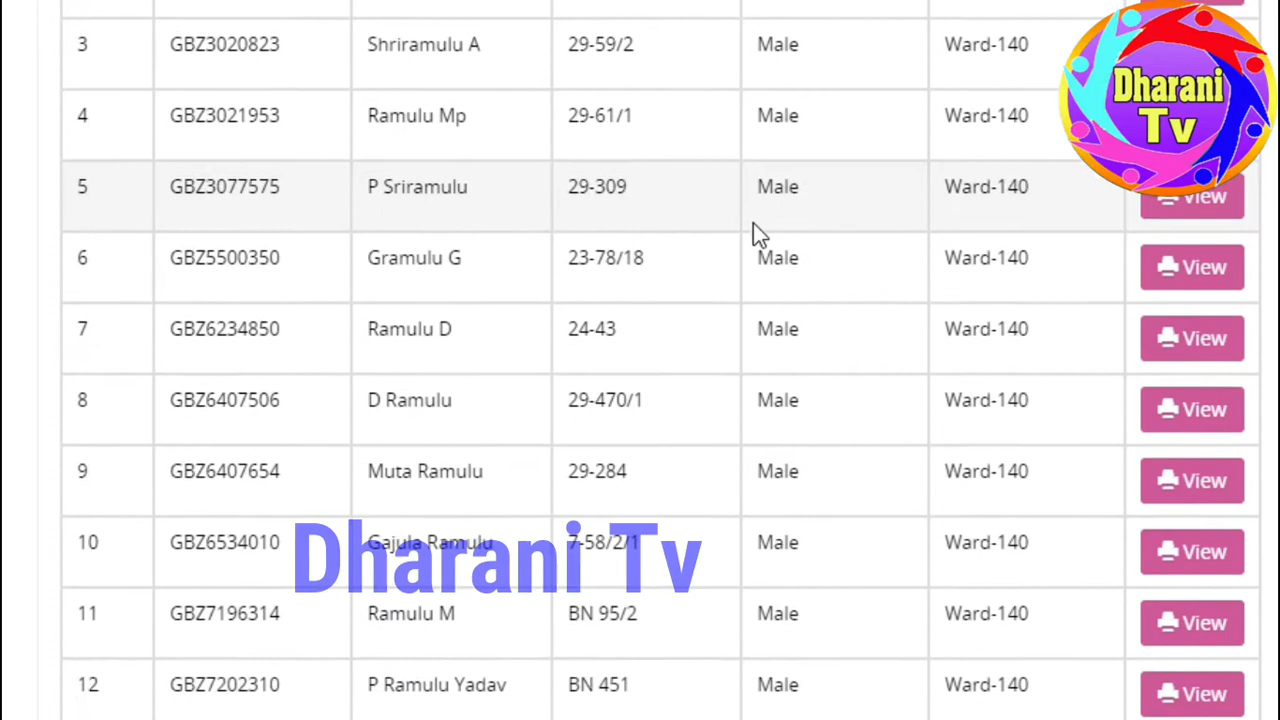 3 GBZ3020823 Shriramulu A 29-59/2 Male Ward-140
Dharani
Tv
4 GBZ3021953 Ramulu Mp 29-61/1 Male Ward-140
5 GBZ3077575 P Sriramulu 29-309 Male Ward-140 View
6 GBZ5500350 Gramulu G 23-78/18 Male Ward-140 View
7 GBZ6234850 Ramulu D 24-43 Male Ward-140 View
8 GBZ6407506 D Ramulu 29-470/1 Male Ward-140 View
9 GBZ6407654 Muta Ramulu 29-284 Male Ward-140 View
10 GBZ6534010 Gajula Ramulu 7-58/2/1 Male Ward-140 View
Dharani Tv
11 GBZ7196314 Ramulu M BN 95/2 Male Ward-140 View
12 GBZ7202310 P Ramulu Yadav BN 451 Male Ward-140 View